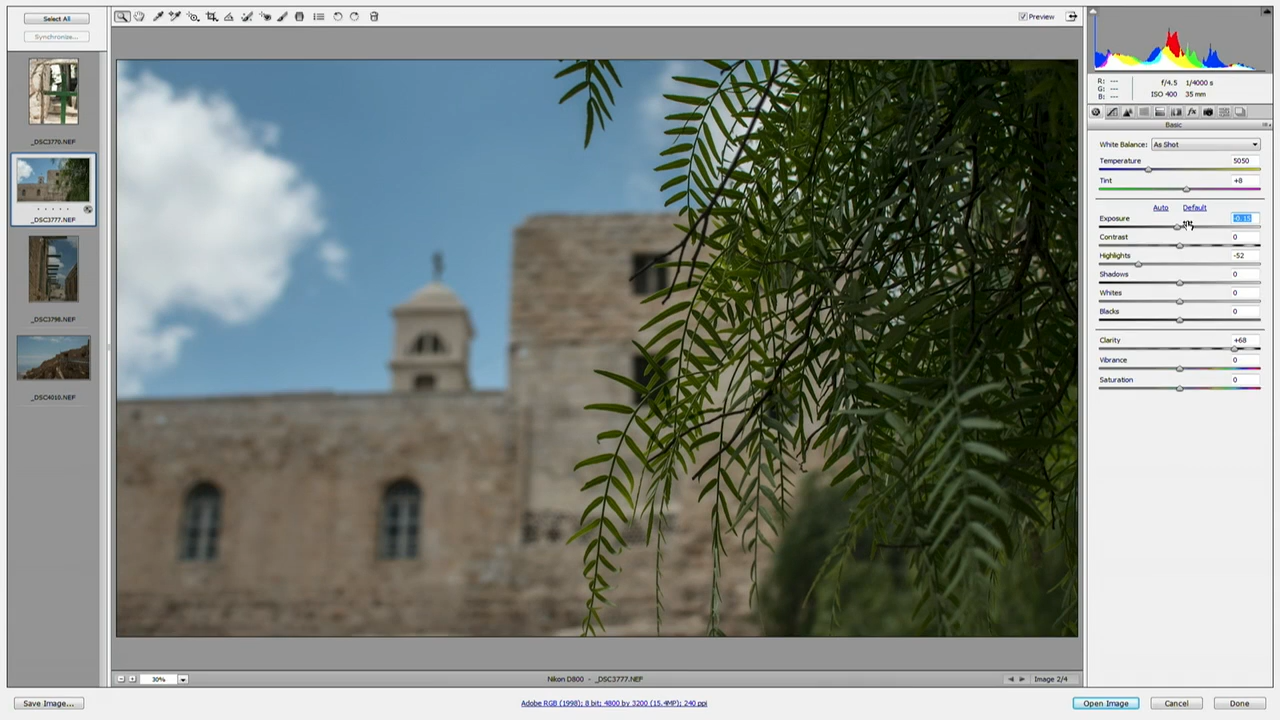 Select All
Synchronize...
_DSC3770.NEF
_DSC3777.NEF
_DSC3798.NEF
_DSC4010.NEF
Preview
R: ---
G: ---
B: ---
f/4.5 1/4000 s
ISO 400 35 mm
Basic
White Balance: As Shot
Temperature 5050
Tint +8
Auto Default
Exposure -0.15
Contrast 0
Highlights -52
Shadows 0
Whites 0
Blacks 0
Clarity +68
Vibrance 0
Saturation 0
30%
Nikon D800 - _DSC3777.NEF
Image 2/4
Save Image...
Adobe RGB (1998); 8 bit; 4800 by 3200 (15.4MP); 240 ppi
Open Image
Cancel
Done